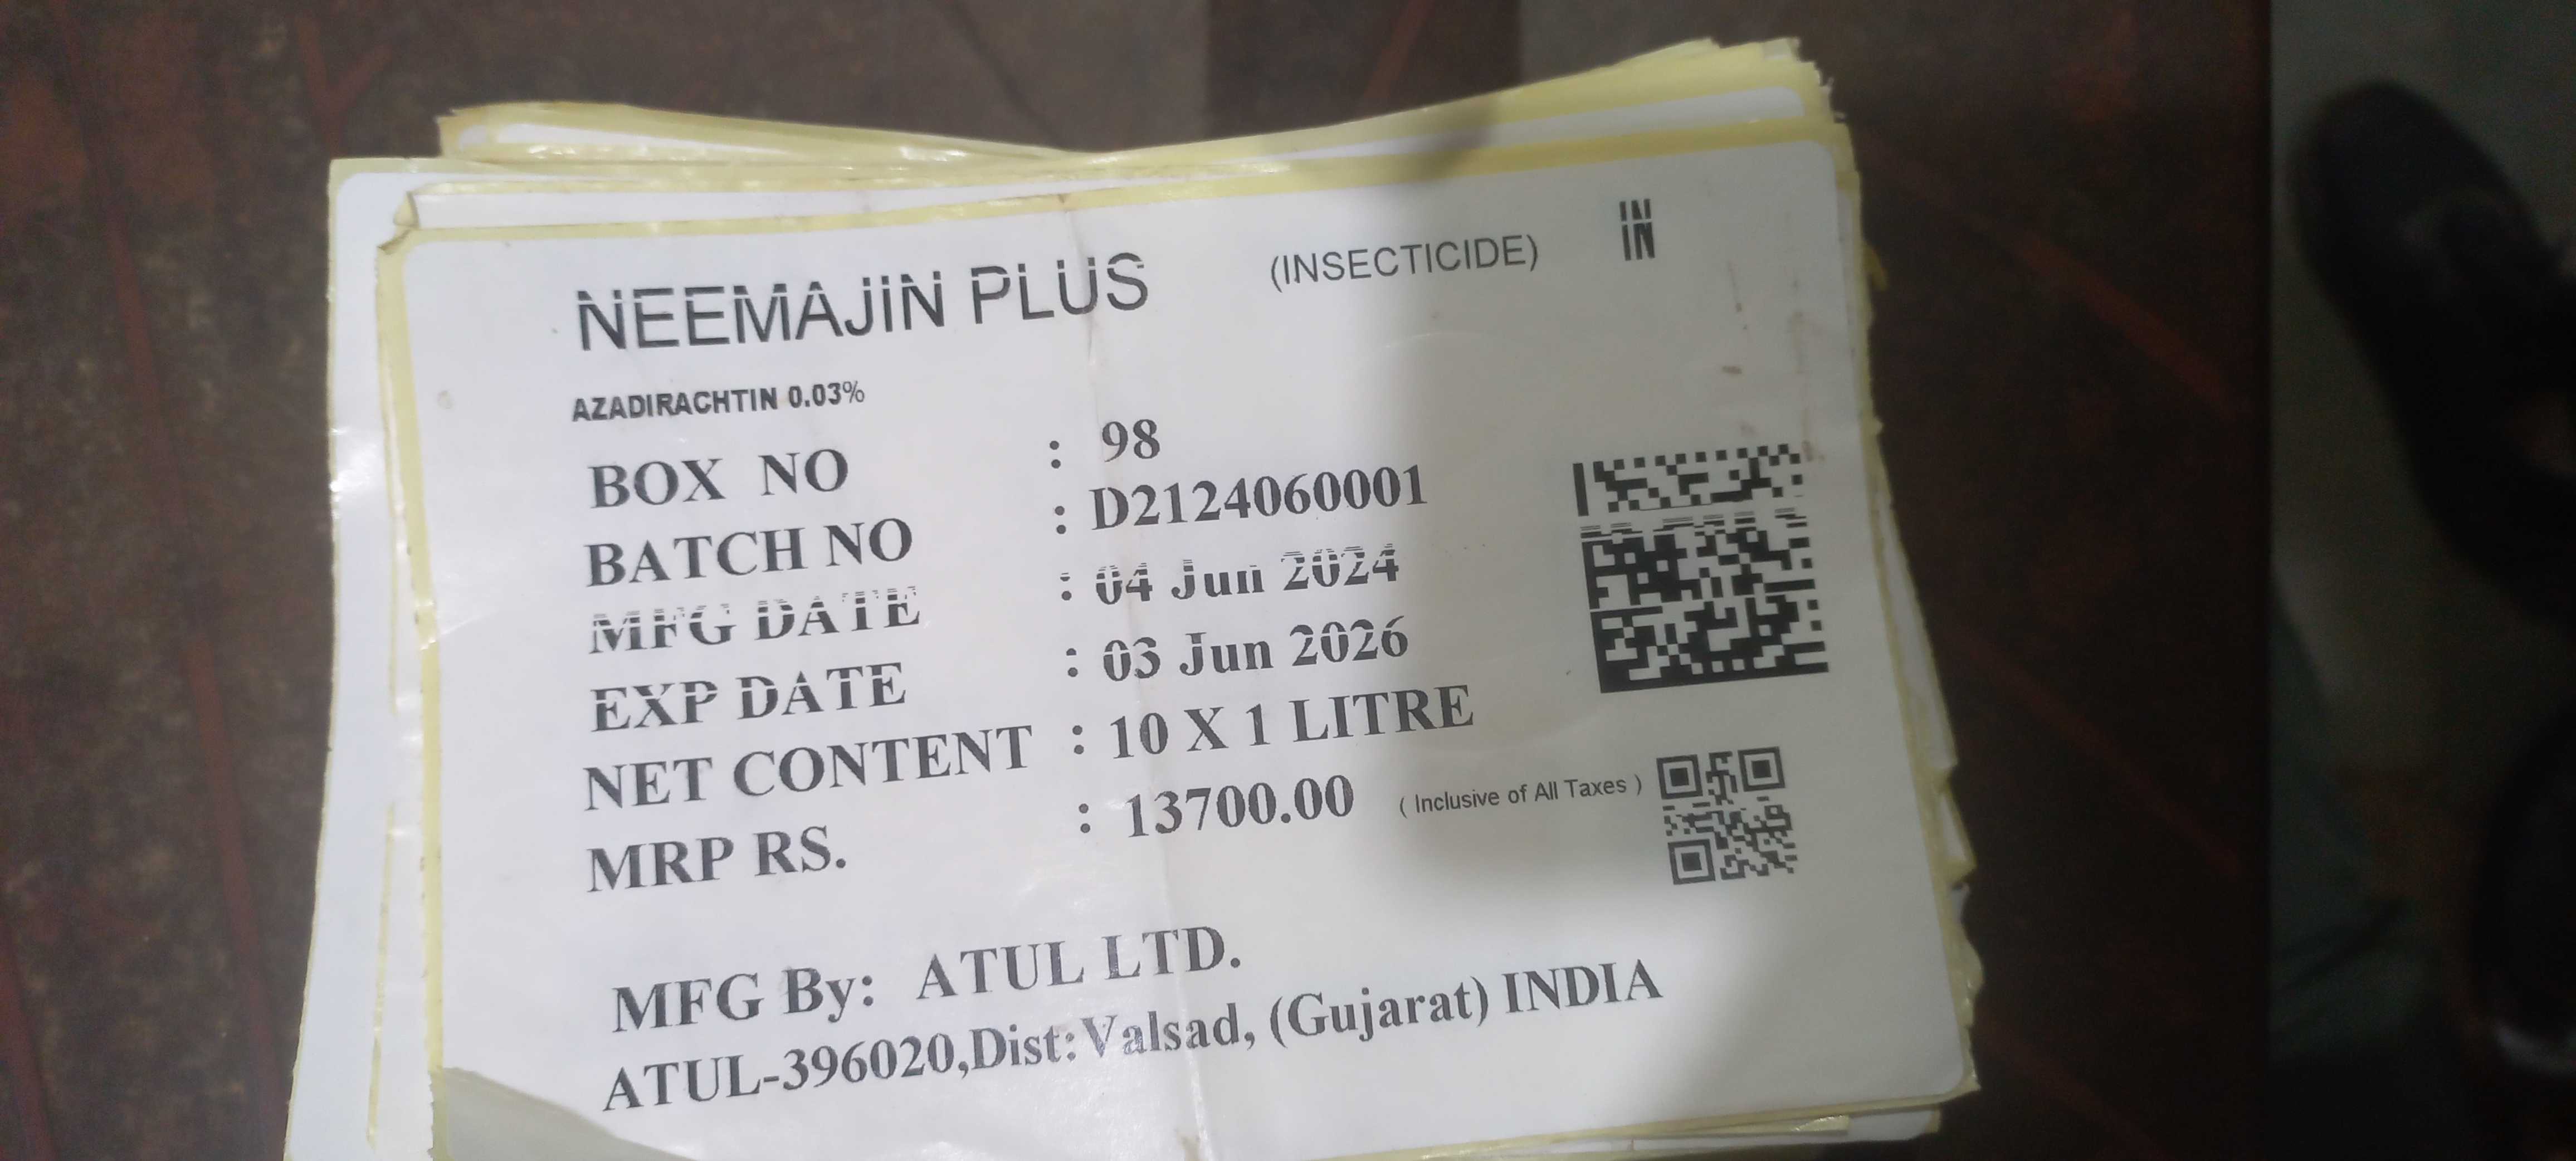 NEEMAJIN PLUS (INSECTICIDE) IN
AZADIRACHTIN 0.03%
BOX NO : 98
BATCH NO : D2124060001
MFG DATE : 04 Jun 2024
EXP DATE : 03 Jun 2026
NET CONTENT : 10 X 1 LITRE
MRP RS. : 13700.00 ( Inclusive of All Taxes )
MFG By: ATUL LTD.
ATUL-396020,Dist:Valsad, (Gujarat) INDIA